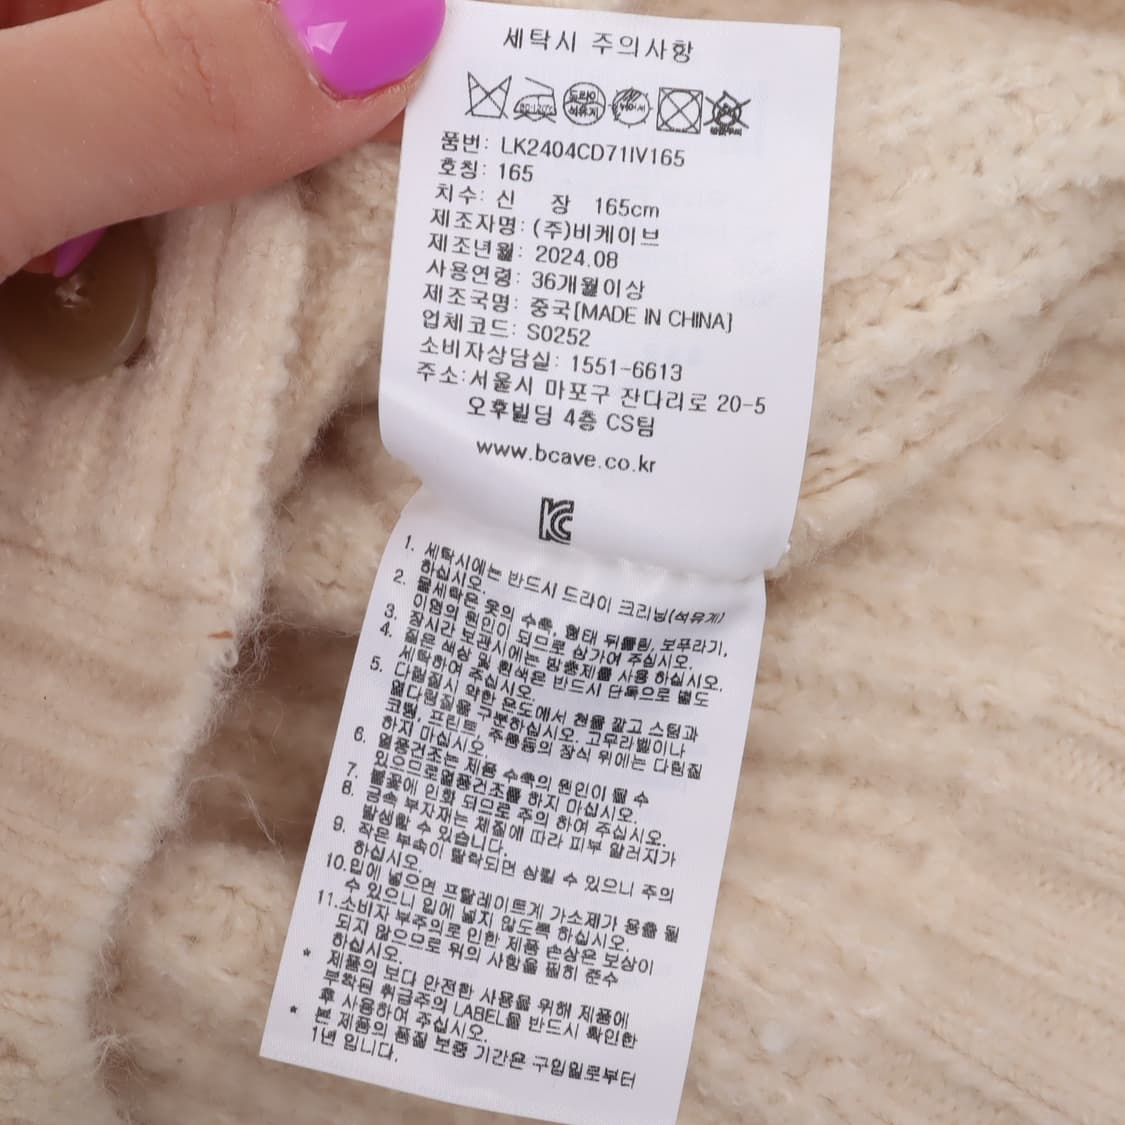 세탁시 주의사항
80-120℃
드라이
석유계
품번: LK2404CD71IV165
호칭: 165
치수: 신 장 165cm
제조자명: (주)비케이브
제조년월: 2024.08
사용연령: 36개월이상
제조국명: 중국[MADE IN CHINA]
업체코드: S0252
소비자상담실: 1551-6613
주소:서울시 마포구 잔다리로 20-5
오후빌딩 4층 CS팀
www.bcave.co.kr
KC
1. 세탁시에는 반드시 드라이 크리닝(석유계)
하십시오.
2. 물세탁은 옷의 수축, 형태 뒤틀림, 보푸라기,
이염의 원인이 되므로 삼가여 주십시오.
3. 장시간 보관시에는 방충제를 사용 하십시오.
4. 짙은 색상 및 흰색은 반드시 단독으로 별도
세탁하여 주십시오.
5. 다림질시 약한 온도에서 천을 깔고 스팀과
열다림질을 구분하십시오. 고무라벨이나
코팅, 프린트, 주름등의 장식 위에는 다림질
하지 마십시오.
6. 열풍건조는 제품 수축의 원인이 될 수
있으므로열풍건조를 하지 마십시오.
7. 불꽃에 인화 되므로 주의 하여 주십시오.
8. 금속 부자재는 체질에 따라 피부 알러지가
발생할 수 있습니다.
9. 작은 부속이 탈락되면 삼킬 수 있으니 주의
하십시오.
10.입에 넣으면 프탈레이트계 가소제가 용출 될
수 있으니 입에 넣지 않도록 하십시오.
11.소비자 부주의로 인한 제품 손상은 보상이
되지 않으므로 위의 사항을 필히 준수
하십시오.
* 제품의 보다 안전한 사용을 위해 제품에
부착된 취급주의 LABEL을 반드시 확인한
후 사용하여 주십시오.
* 본 제품의 품질 보증 기간은 구입일로부터
1년 입니다.